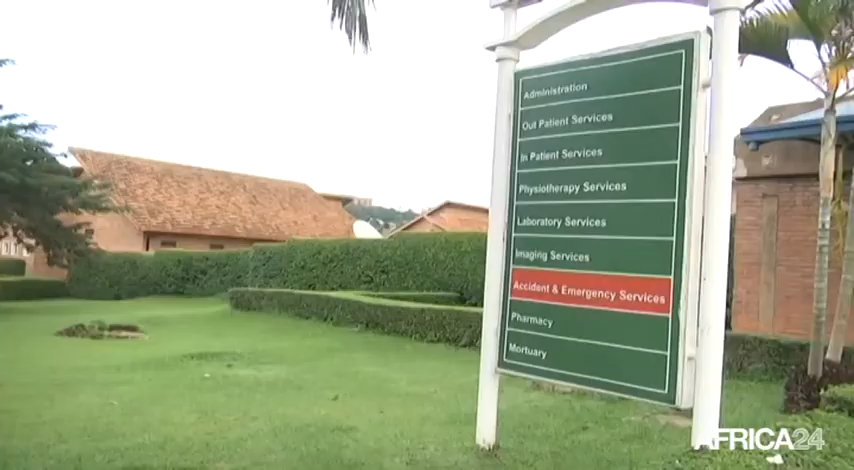 Administration
Out Patient Services
In Patient Services
Physiotherapy Services
Laboratory Services
Imaging Services
Accident & Emergency Services
Pharmacy
Mortuary
AFRICA24